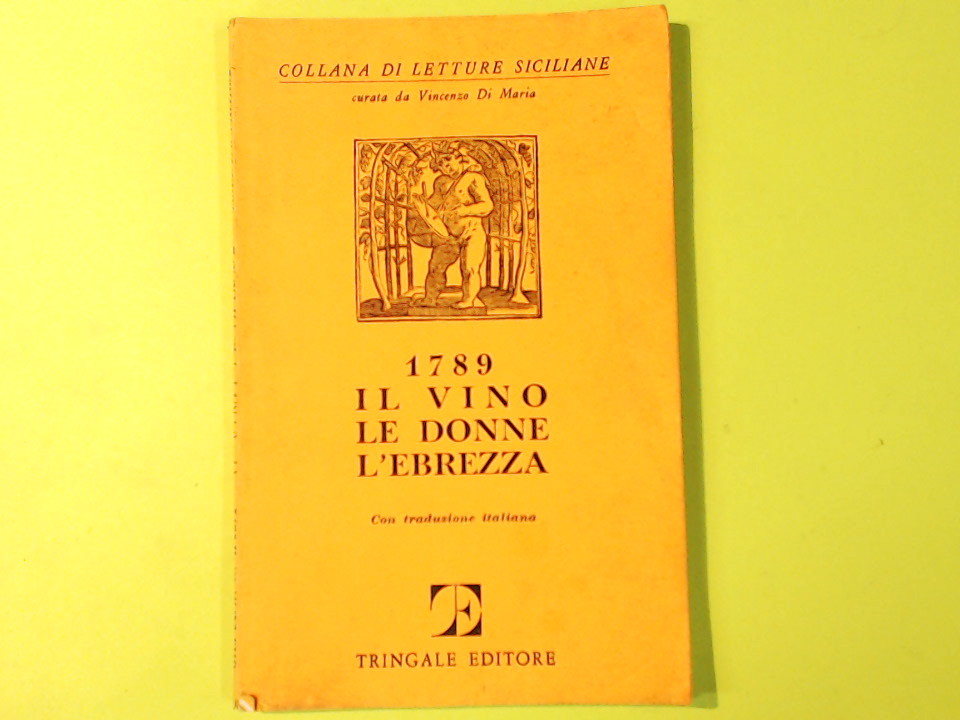 COLLANA DI LETTURE SICILIANE
curata da Vincenzo Di Maria
1789
IL VINO
LE DONNE
L'EBREZZA
Con traduzione italiana
TE
TRINGALE EDITORE